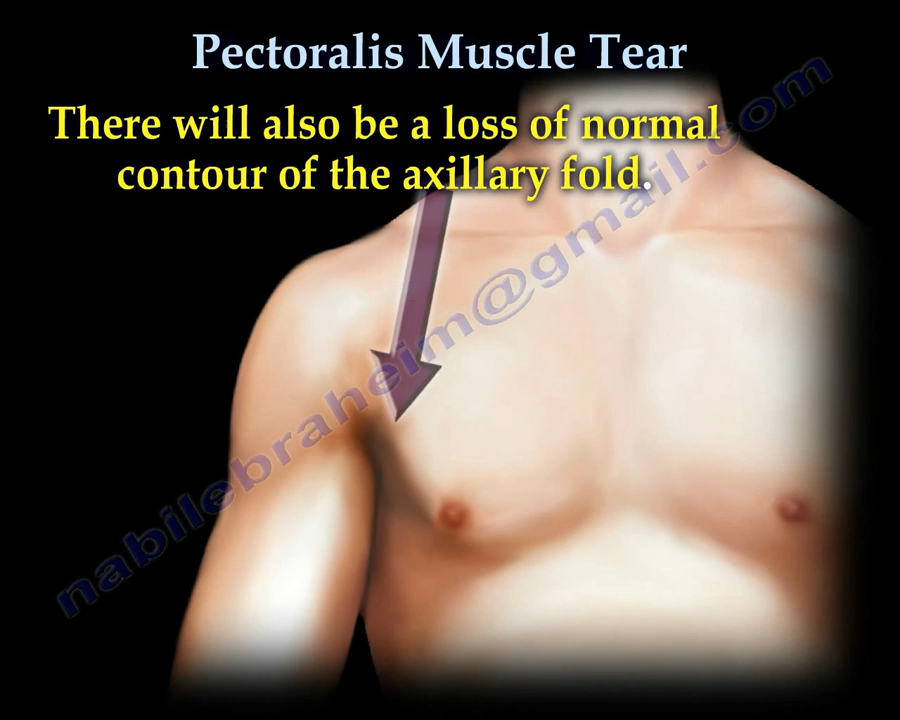 Pectoralis Muscle Tear
There will also be a loss of normal
contour of the axillary fold.
nabilebraheim@gmail.com